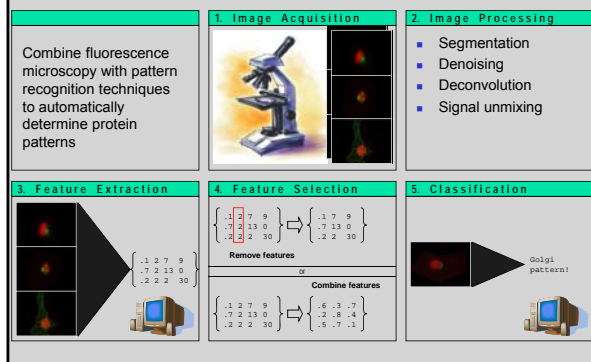 Combine fluorescence
microscopy with pattern
recognition techniques
to automatically
determine protein
patterns
1. Image Acquisition
2. Image Processing
Segmentation
Denoising
Deconvolution
Signal unmixing
3. Feature Extraction
.1 2 7 9
.7 2 13 0
.2 2 2 30
4. Feature Selection
.1 2 7 9
.7 2 13 0
.2 2 2 30
.1 7 9
.7 13 0
.2 2 30
Remove features
or
Combine features
.1 2 7 9
.7 2 13 0
.2 2 2 30
.6 .3 .7
.2 .8 .4
.5 .7 .1
5. Classification
Golgi
pattern!